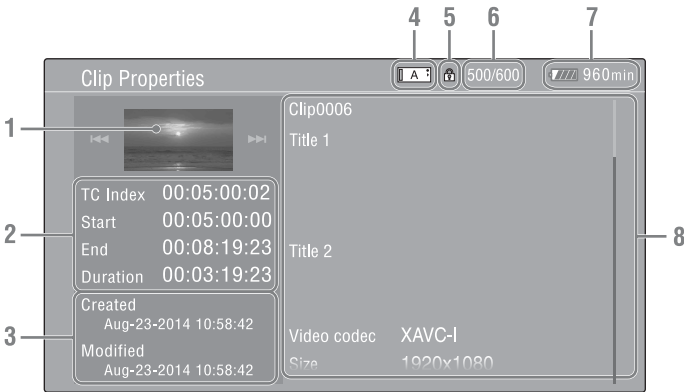 4 5 6 7
Clip Properties A 500/600 960min
1
Clip0006
Title 1
TC Index 00:05:00:02
Start 00:05:00:00
2
End 00:08:19:23
Title 2
8
Duration 00:03:19:23
Created
Aug-23-2014 10:58:42
3
Video codec XAVC-I
Modified
Size 1920x1080
Aug-23-2014 10:58:42